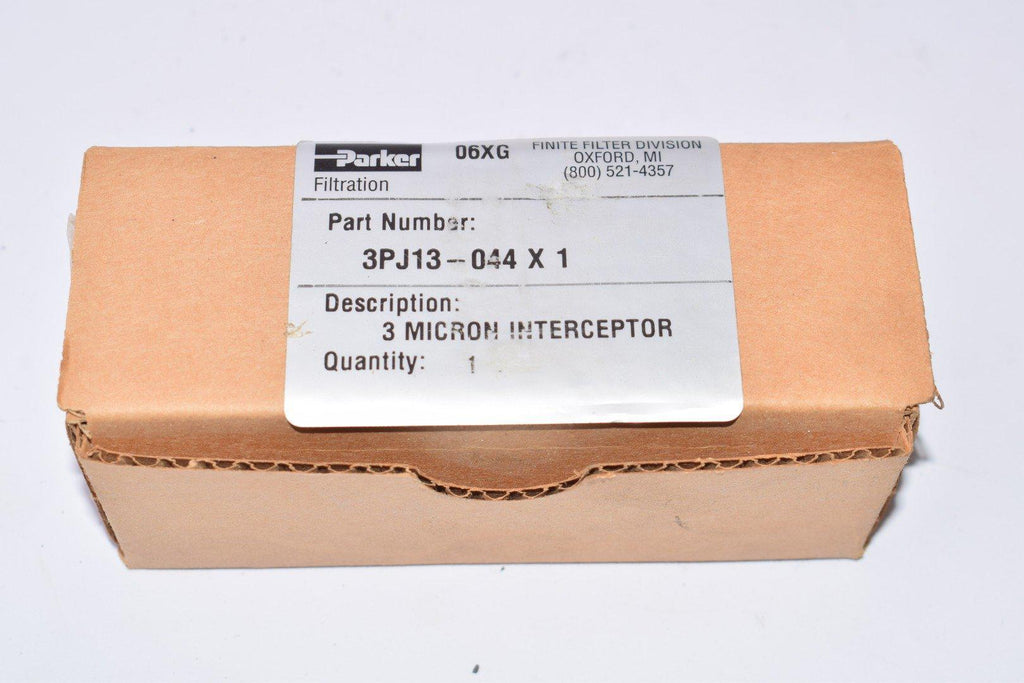 Parker 06XG FINITE FILTER DIVISION
OXFORD, MI
Filtration (800) 521-4357
Part Number:
3PJ13-044 X 1
Description:
3 MICRON INTERCEPTOR
Quantity: 1